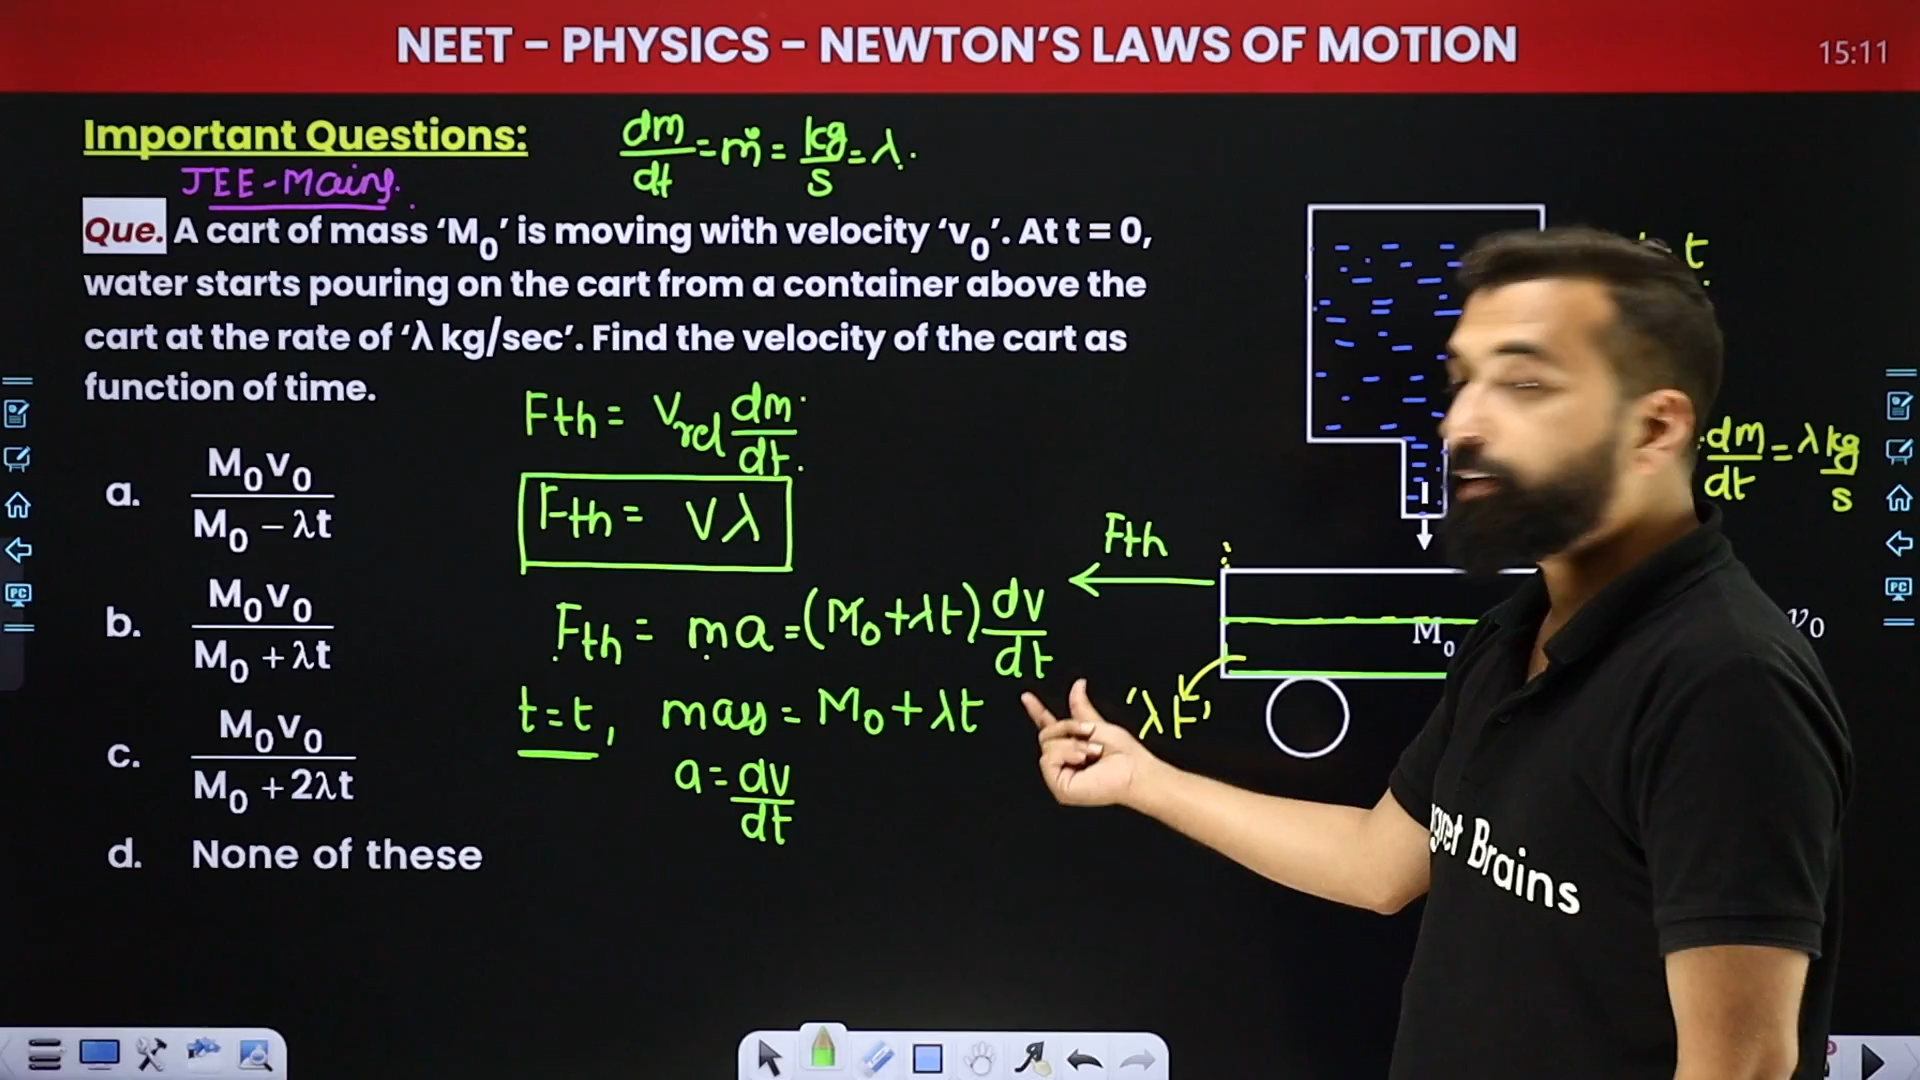 NEET – PHYSICS – NEWTON'S LAWS OF MOTION
15:11
Important Questions:
dm/dt = ṁ = kg/s = λ.
JEE-Mains.
Que. A cart of mass 'M₀' is moving with velocity 'v₀'. At t = 0,
water starts pouring on the cart from a container above the
cart at the rate of 'λ kg/sec'. Find the velocity of the cart as
function of time.
a. M₀v₀ / M₀ – λt
b. M₀v₀ / M₀ + λt
c. M₀v₀ / M₀ + 2λt
d. None of these
Fth = Vrel dm/dt.
Fth = Vλ
Fth = ma = (M₀+λt) dv/dt
t=t, mass = M₀+λt
a = dv/dt
t
dm/dt = λ kg/s
Fth
M₀
v₀
'λt'
Brains
PC
PC